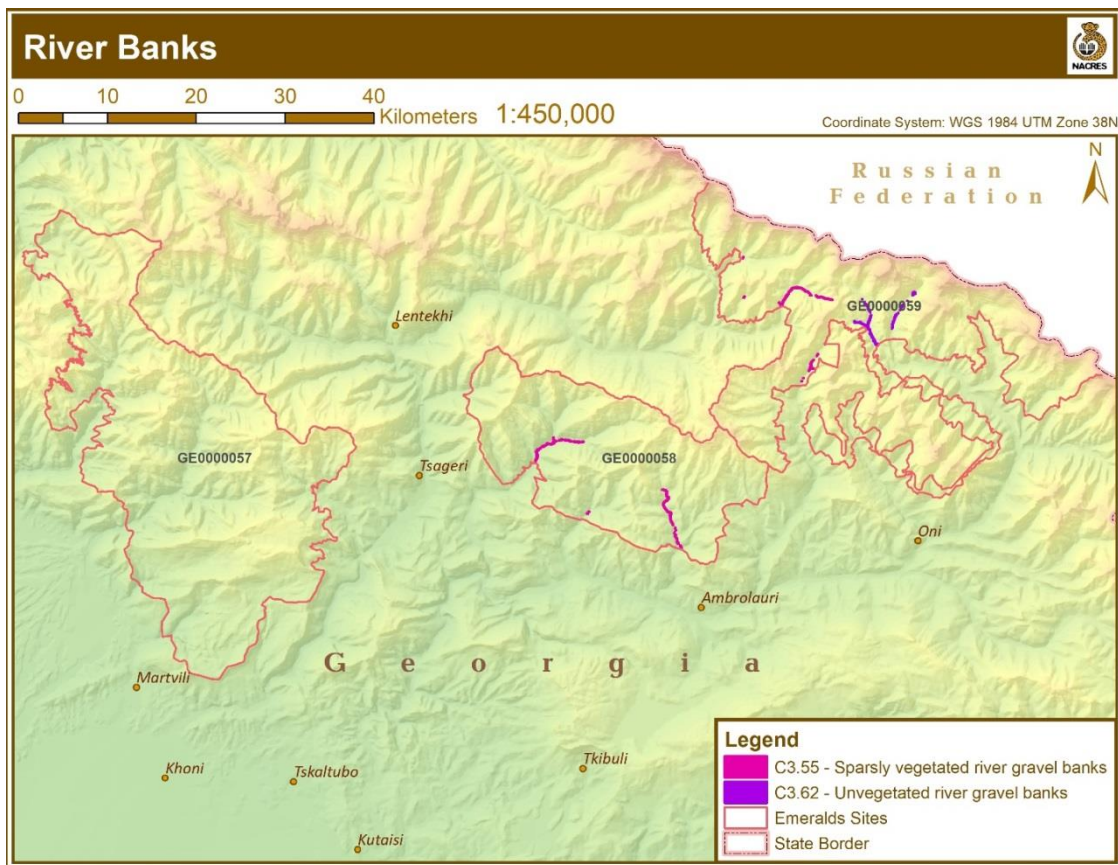 River Banks
NACRES
0 10 20 30 40
Kilometers 1:450,000
Coordinate System: WGS 1984 UTM Zone 38N
N
Russian
Federation
GE0000059
Lentekhi
GE0000057
GE0000058
Tsageri
Oni
Ambrolauri
Georgia
Martvili
Khoni
Tskaltubo
Tkibuli
Kutaisi
Legend
C3.55 - Sparsly vegetated river gravel banks
C3.62 - Unvegetated river gravel banks
Emeralds Sites
State Border